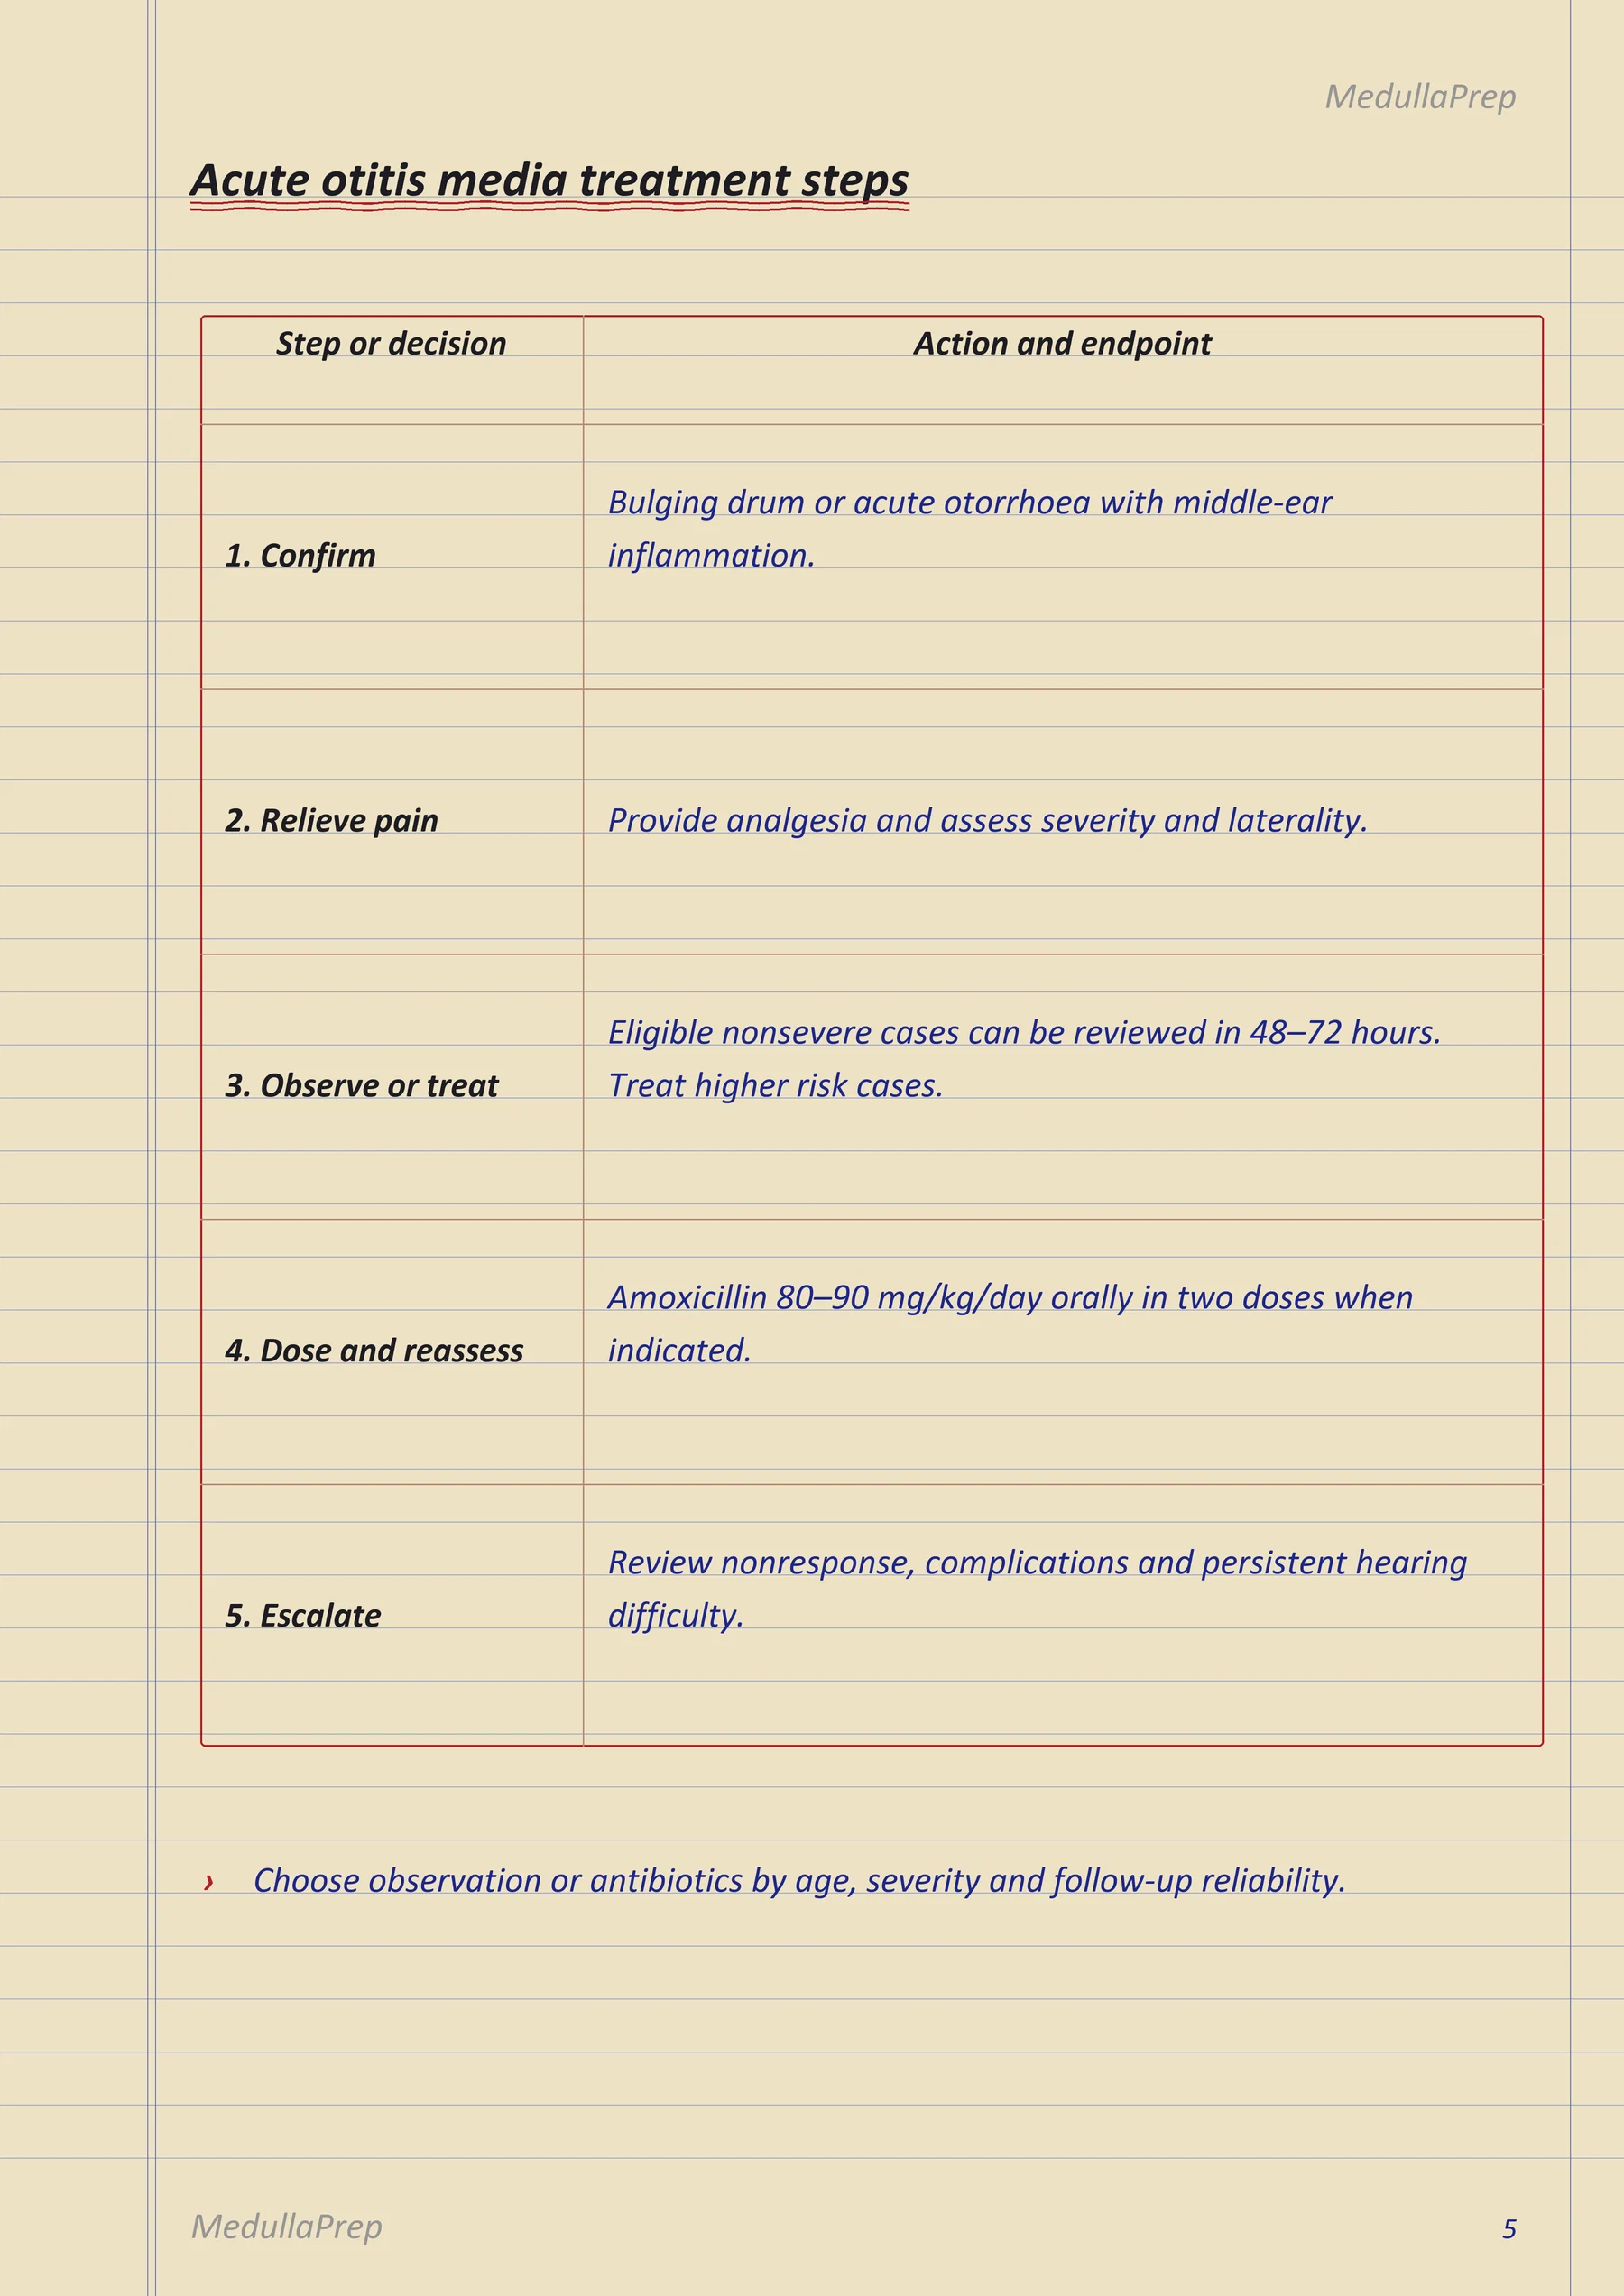 MedullaPrep
Acute otitis media treatment steps
Step or decision
Action and endpoint
1. Confirm
Bulging drum or acute otorrhoea with middle-ear
inflammation.
2. Relieve pain
Provide analgesia and assess severity and laterality.
3. Observe or treat
Eligible nonsevere cases can be reviewed in 48–72 hours.
Treat higher risk cases.
4. Dose and reassess
Amoxicillin 80–90 mg/kg/day orally in two doses when
indicated.
5. Escalate
Review nonresponse, complications and persistent hearing
difficulty.
› Choose observation or antibiotics by age, severity and follow-up reliability.
MedullaPrep
5